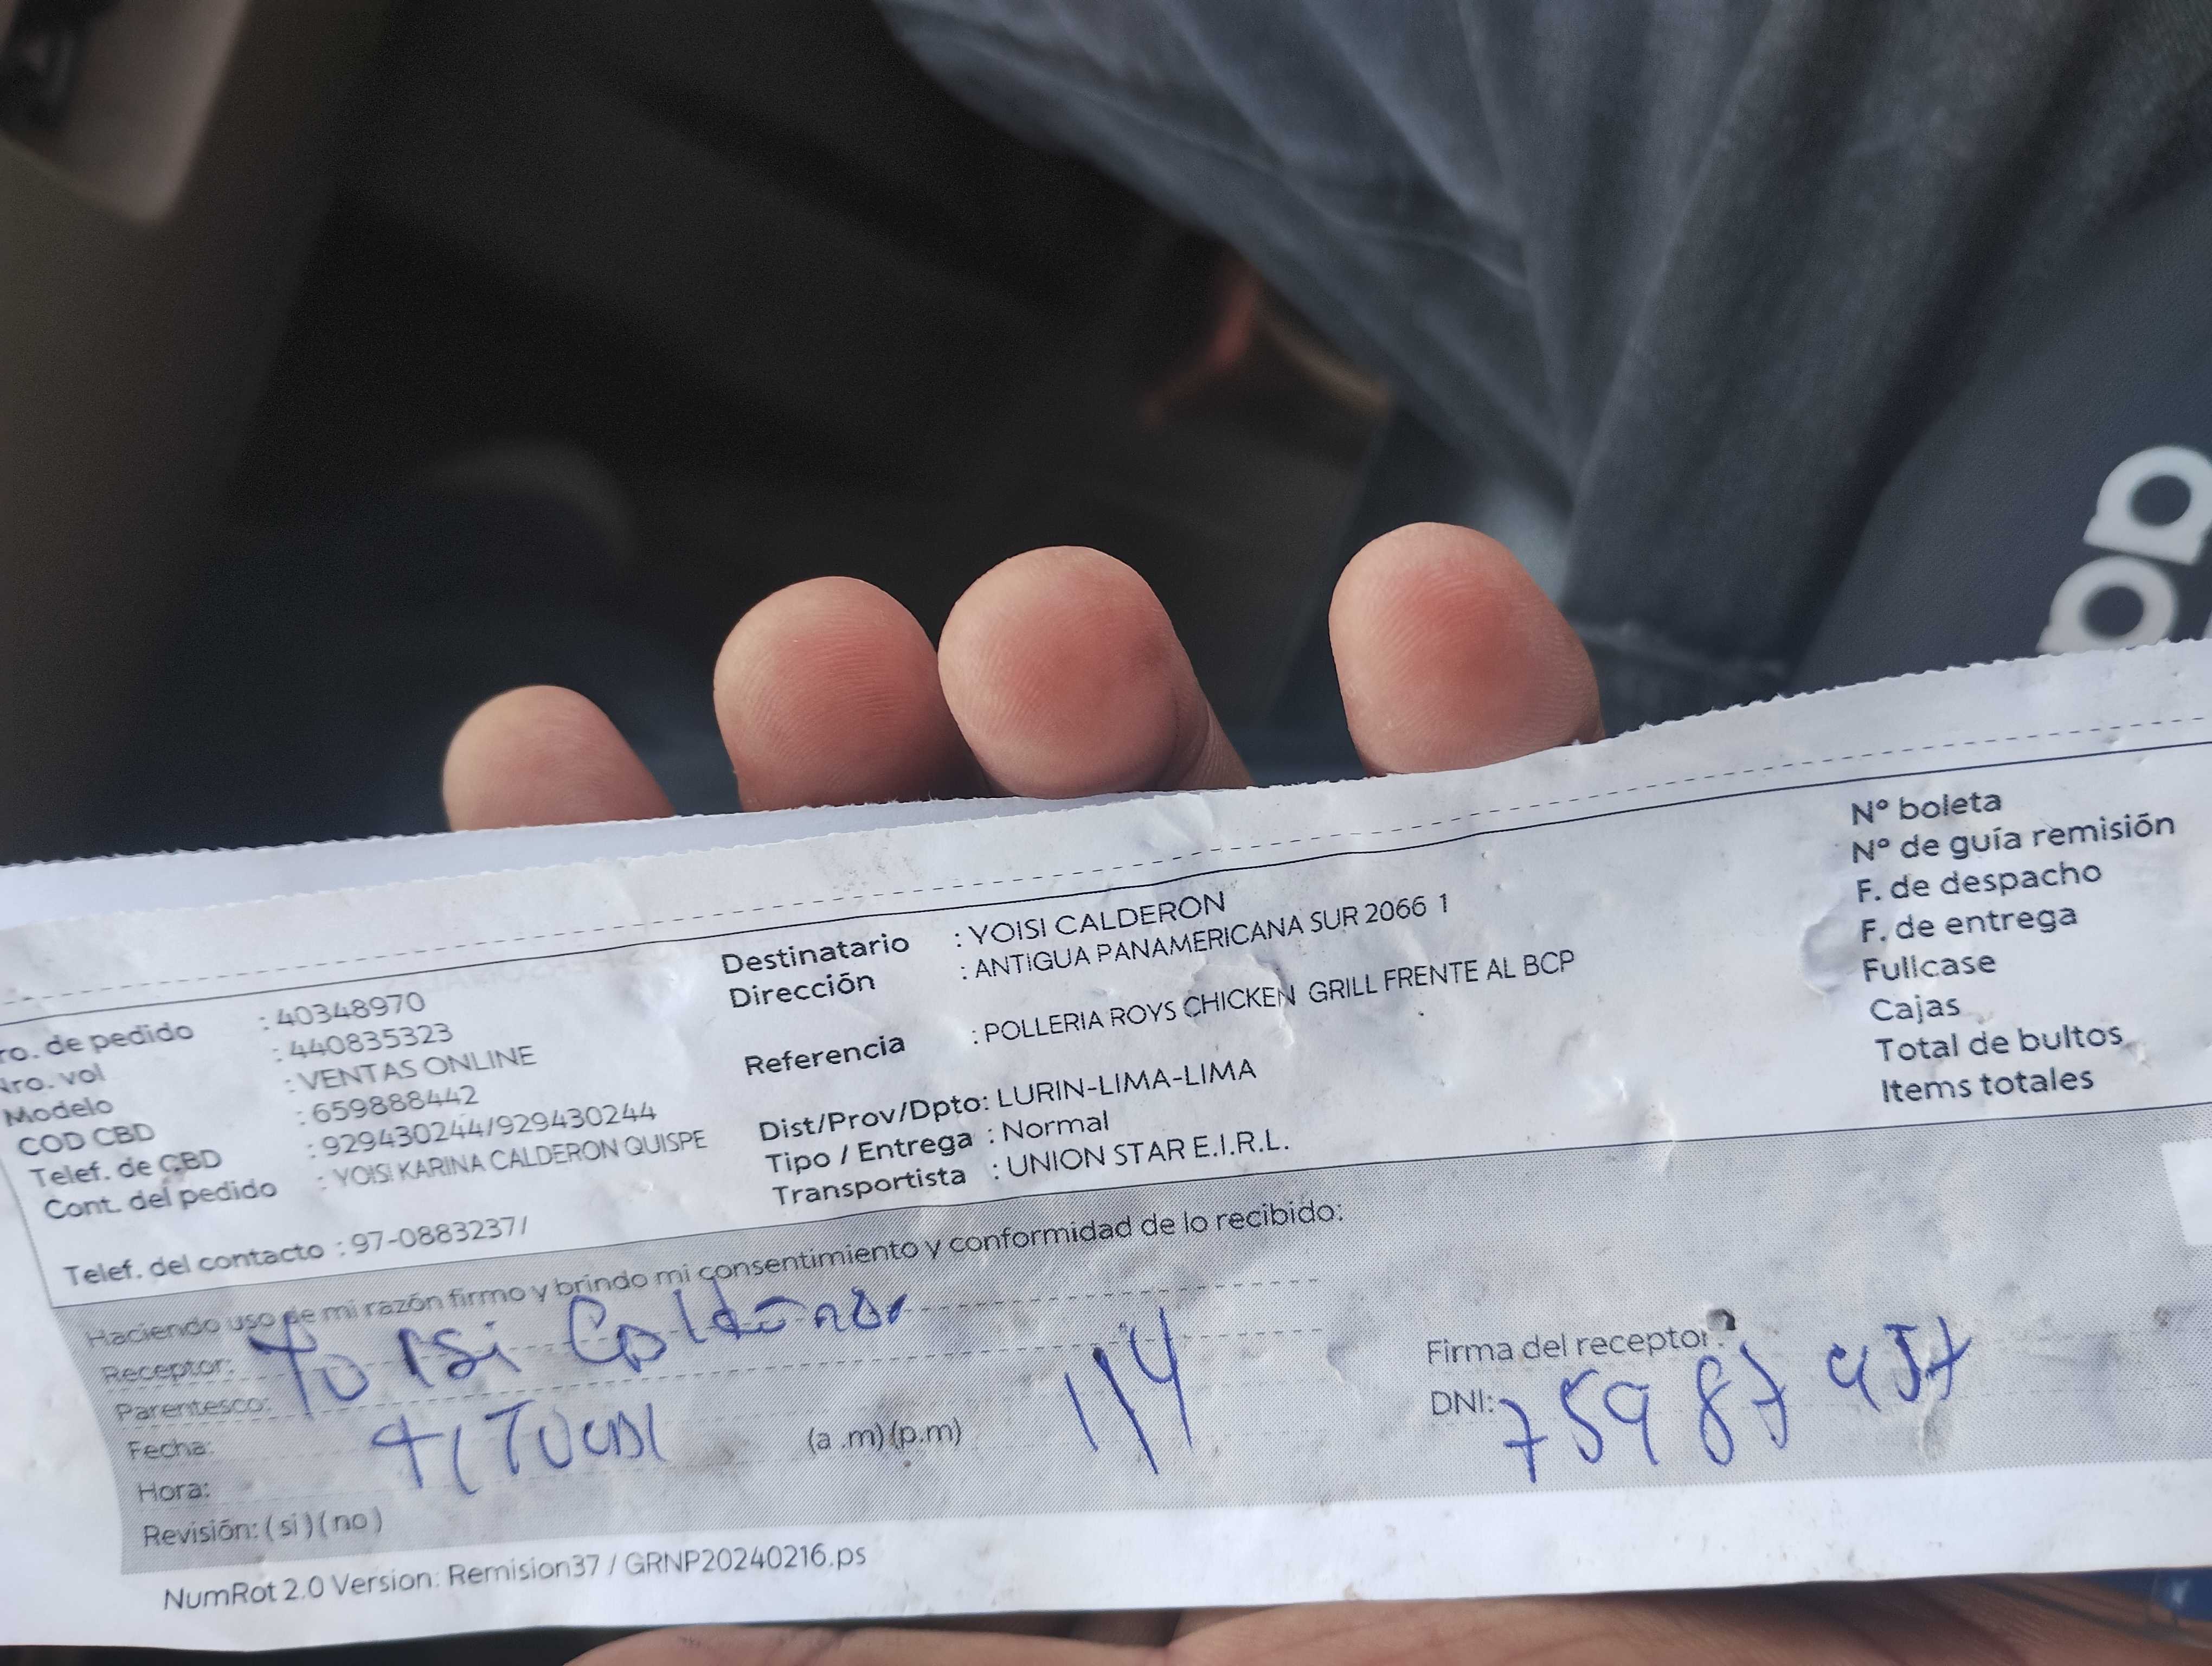 ro. de pedido : 40348970
Nro. vol : 440835323
Modelo : VENTAS ONLINE
COD CBD : 659888442
Telef. de CBD : 929430244/929430244
Cont. del pedido : YOISI KARINA CALDERON QUISPE
Telef. del contacto : 97-0883237/
Destinatario : YOISI CALDERON
Dirección : ANTIGUA PANAMERICANA SUR 2066 1
Referencia : POLLERIA ROYS CHICKEN GRILL FRENTE AL BCP
Dist/Prov/Dpto: LURIN-LIMA-LIMA
Tipo / Entrega : Normal
Transportista : UNION STAR E.I.R.L.
N° boleta
N° de guía remisión
F. de despacho
F. de entrega
Fullcase
Cajas
Total de bultos
Items totales
Haciendo uso de mi razón firmo y brindo mi consentimiento y conformidad de lo recibido:
Receptor:
Parentesco:
Fecha:
Hora: (a .m)(p.m)
Revisión: (si)(no)
Firma del receptor:
DNI:
NumRot 2.0 Version: Remision37 / GRNP20240216.ps